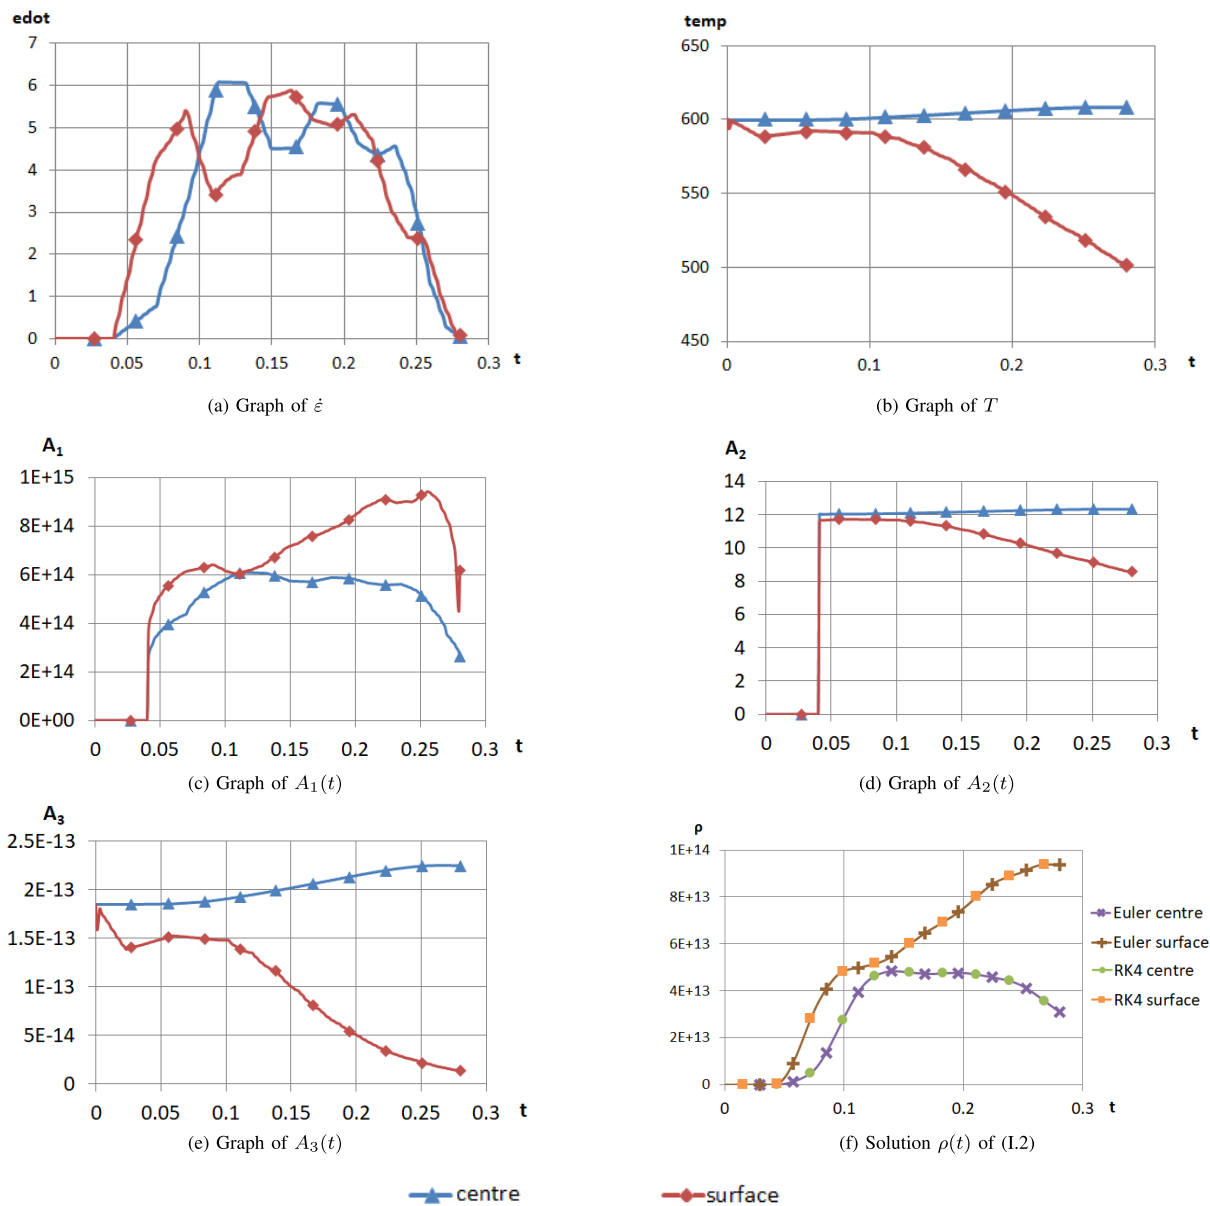 edot
7
6
5
4
3
2
1
0
0 0.05 0.1 0.15 0.2 0.25 0.3 t
(a) Graph of ε̇
temp
650
600
550
500
450
0 0.1 0.2 0.3 t
(b) Graph of T
A₁
1E+15
8E+14
6E+14
4E+14
2E+14
0E+00
0 0.05 0.1 0.15 0.2 0.25 0.3 t
(c) Graph of A₁(t)
A₂
14
12
10
8
6
4
2
0
0 0.05 0.1 0.15 0.2 0.25 0.3 t
(d) Graph of A₂(t)
A₃
2.5E-13
2E-13
1.5E-13
1E-13
5E-14
0
0 0.05 0.1 0.15 0.2 0.25 0.3 t
(e) Graph of A₃(t)
ρ
1E+14
8E+13
6E+13
4E+13
2E+13
0
0 0.1 0.2 0.3 t
Euler centre
Euler surface
RK4 centre
RK4 surface
(f) Solution ρ(t) of (I.2)
centre surface